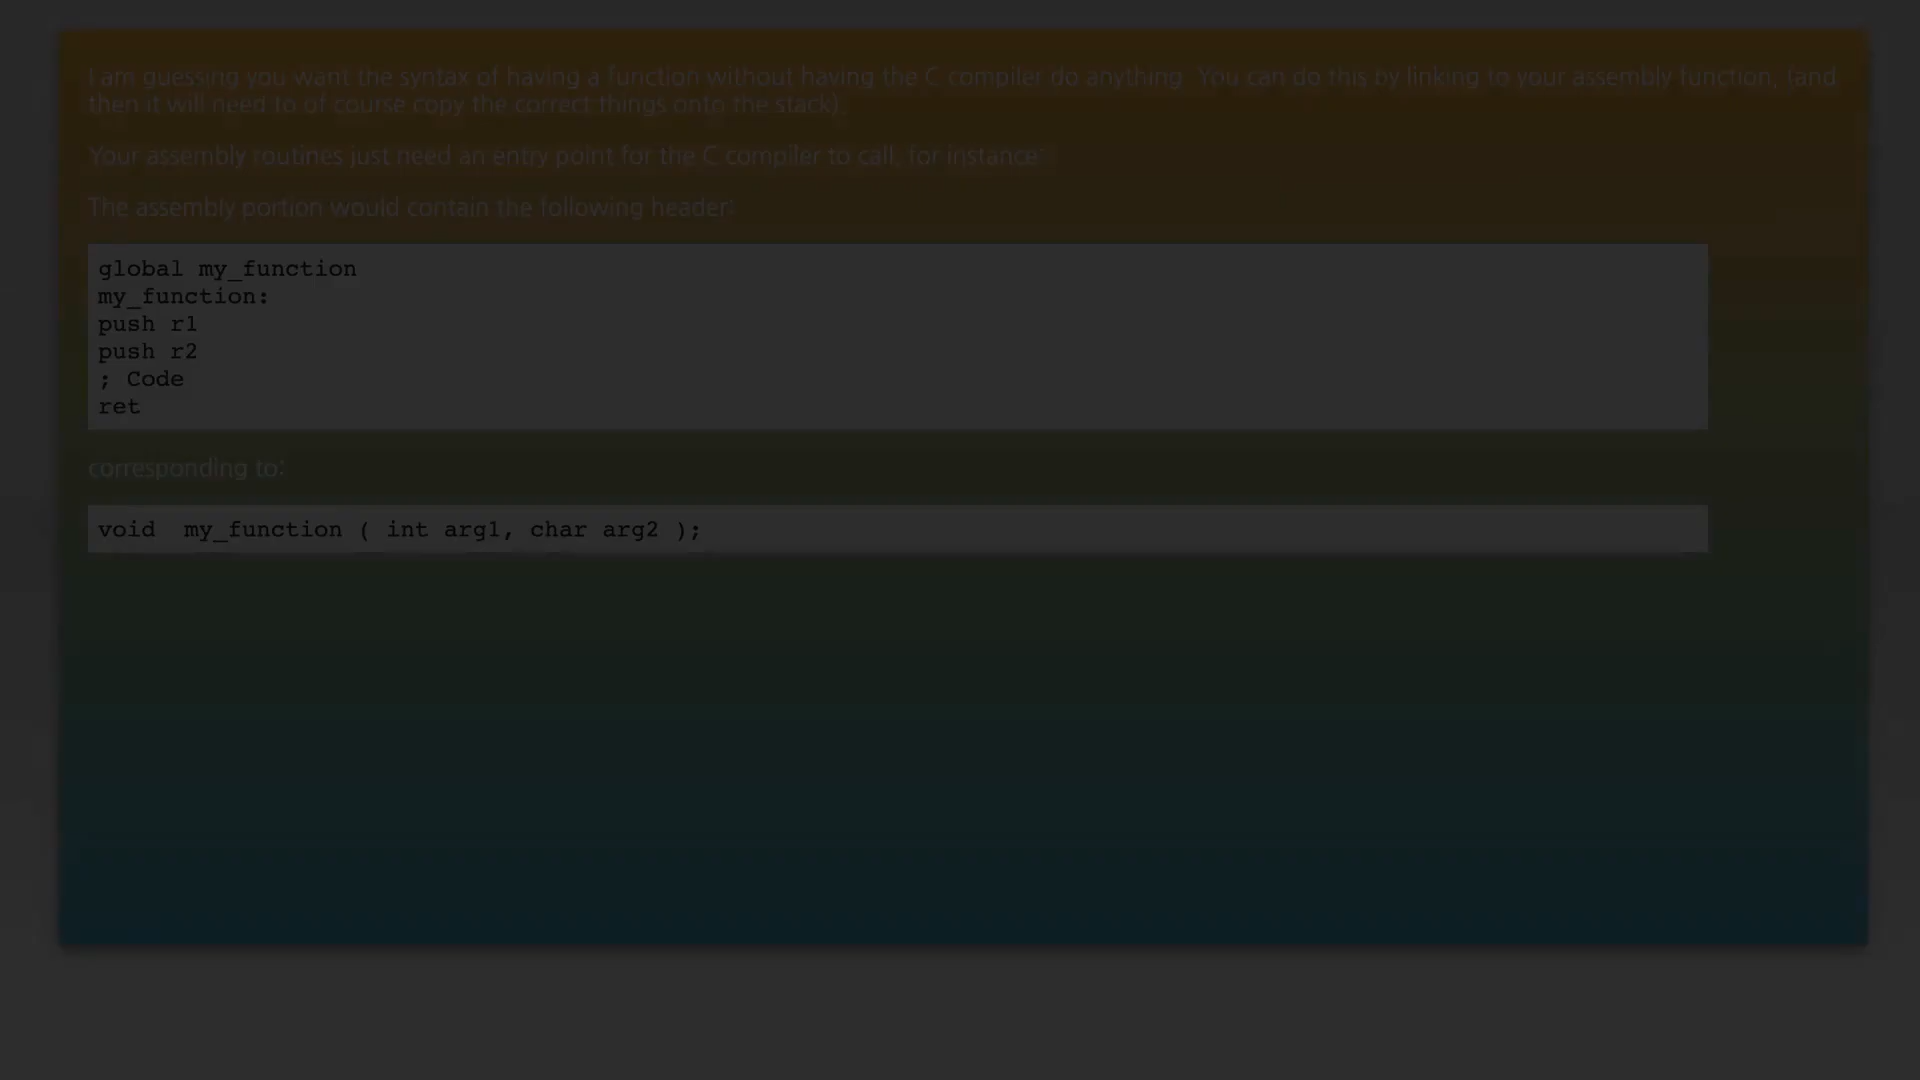 I am guessing you want the syntax of having a function without having the C compiler do anything. You can do this by linking to your assembly function, (and
then it will need to of course copy the correct things onto the stack).
Your assembly routines just need an entry point for the C compiler to call, for instance:
The assembly portion would contain the following header:
global my_function
my_function:
push r1
push r2
; Code
ret
corresponding to:
void  my_function ( int arg1, char arg2 );